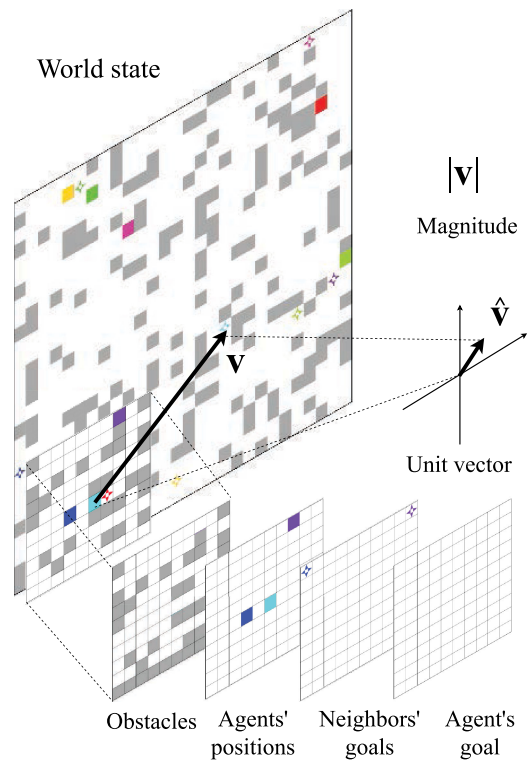 World state
|v|
Magnitude
v̂
v
Unit vector
Obstacles
Agents'
positions
Neighbors'
goals
Agent's
goal